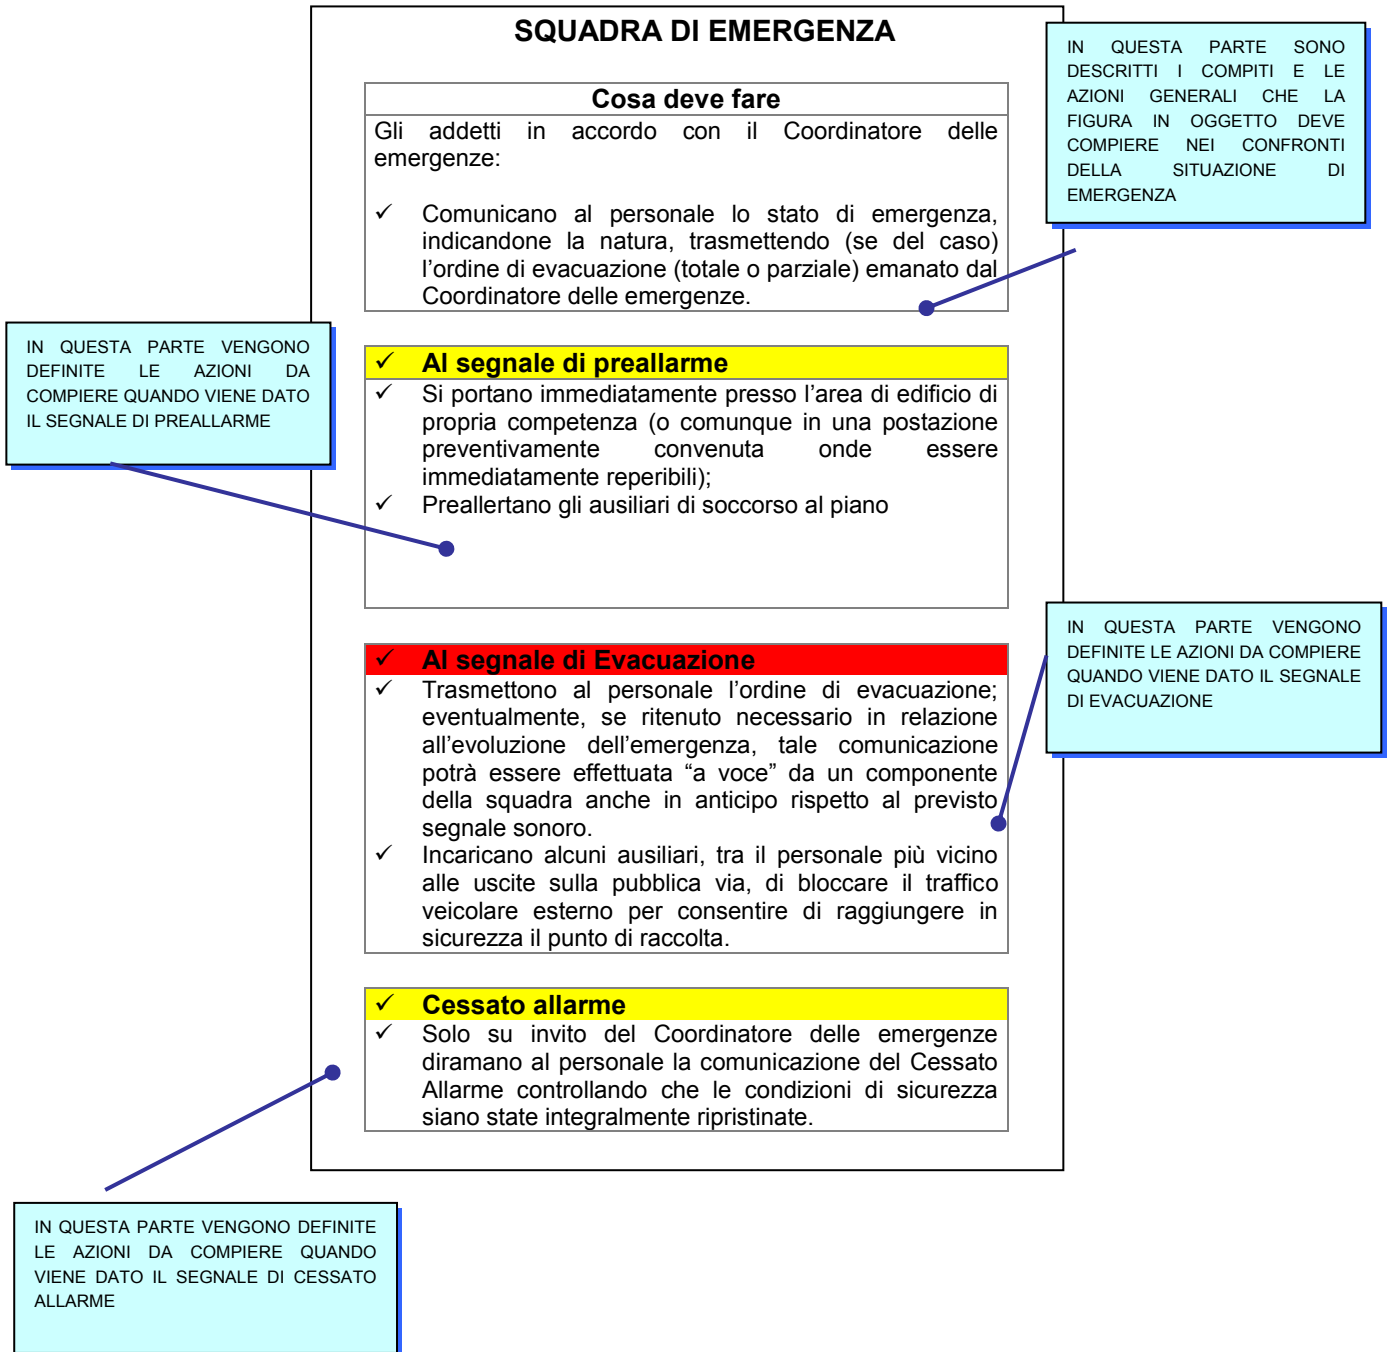 SQUADRA DI EMERGENZA
IN QUESTA PARTE SONO
DESCRITTI I COMPITI E LE
AZIONI GENERALI CHE LA
FIGURA IN OGGETTO DEVE
COMPIERE NEI CONFRONTI
DELLA SITUAZIONE DI
EMERGENZA
Cosa deve fare
Gli addetti in accordo con il Coordinatore delle
emergenze:
✓ Comunicano al personale lo stato di emergenza,
indicandone la natura, trasmettendo (se del caso)
l’ordine di evacuazione (totale o parziale) emanato dal
Coordinatore delle emergenze.
IN QUESTA PARTE VENGONO
DEFINITE LE AZIONI DA
COMPIERE QUANDO VIENE DATO
IL SEGNALE DI PREALLARME
✓ Al segnale di preallarme
✓ Si portano immediatamente presso l’area di edificio di
propria competenza (o comunque in una postazione
preventivamente convenuta onde essere
immediatamente reperibili);
✓ Preallertano gli ausiliari di soccorso al piano
IN QUESTA PARTE VENGONO
DEFINITE LE AZIONI DA COMPIERE
QUANDO VIENE DATO IL SEGNALE
DI EVACUAZIONE
✓ Al segnale di Evacuazione
✓ Trasmettono al personale l’ordine di evacuazione;
eventualmente, se ritenuto necessario in relazione
all’evoluzione dell’emergenza, tale comunicazione
potrà essere effettuata “a voce” da un componente
della squadra anche in anticipo rispetto al previsto
segnale sonoro.
✓ Incaricano alcuni ausiliari, tra il personale più vicino
alle uscite sulla pubblica via, di bloccare il traffico
veicolare esterno per consentire di raggiungere in
sicurezza il punto di raccolta.
✓ Cessato allarme
✓ Solo su invito del Coordinatore delle emergenze
diramano al personale la comunicazione del Cessato
Allarme controllando che le condizioni di sicurezza
siano state integralmente ripristinate.
IN QUESTA PARTE VENGONO DEFINITE
LE AZIONI DA COMPIERE QUANDO
VIENE DATO IL SEGNALE DI CESSATO
ALLARME